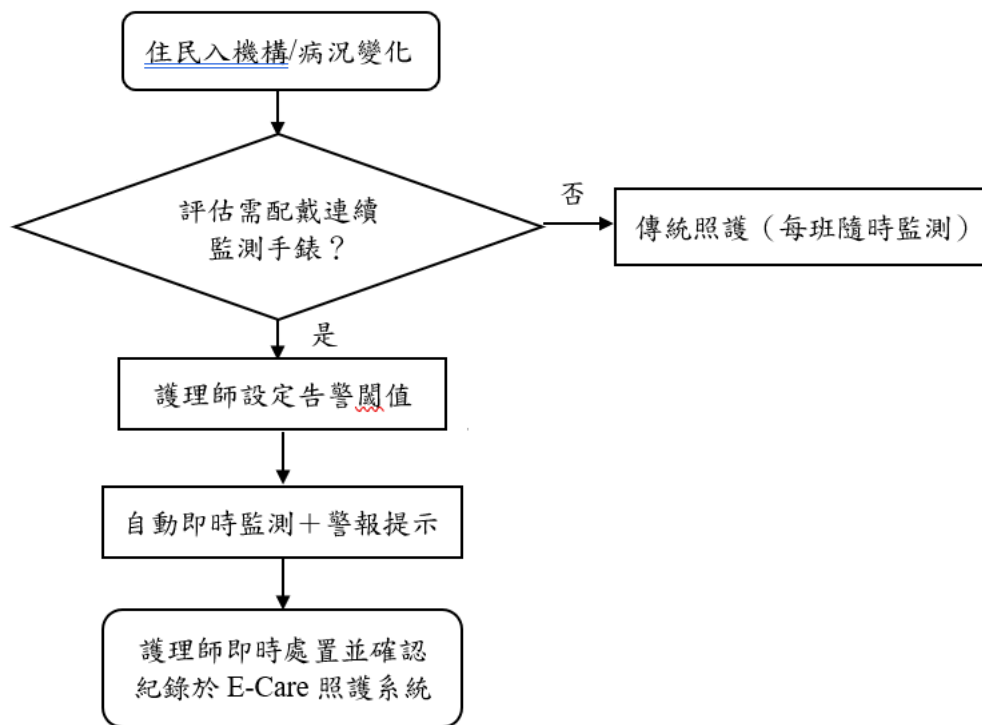 住民入機構/病況變化
評估需配戴連續
監測手錶？
否
傳統照護（每班隨時監測）
是
護理師設定告警閾值
自動即時監測＋警報提示
護理師即時處置並確認
紀錄於 E-Care 照護系統